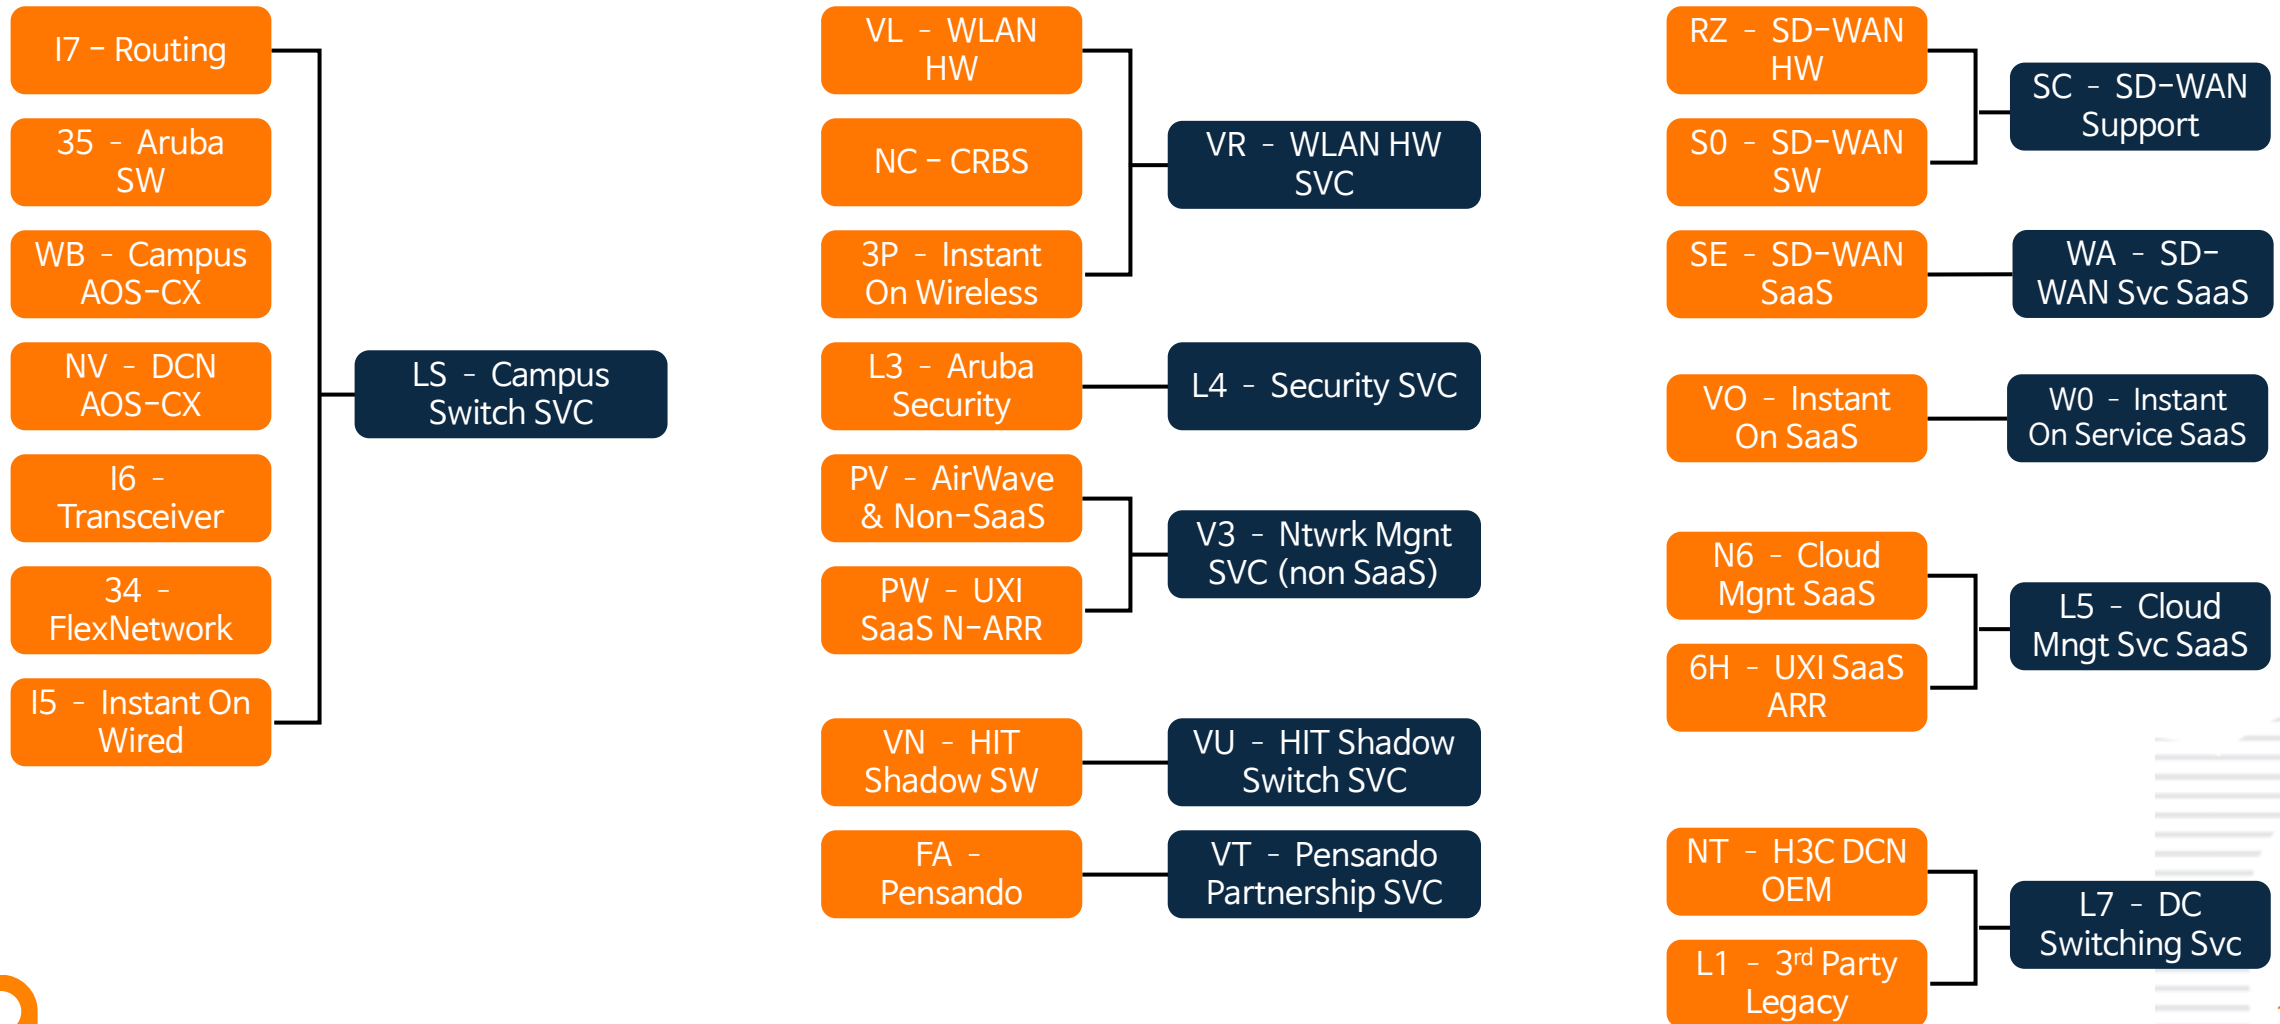 I7 – Routing
35 - Aruba
SW
WB - Campus
AOS-CX
NV - DCN
AOS-CX
I6 -
Transceiver
34 -
FlexNetwork
I5 - Instant On
Wired
LS - Campus
Switch SVC
VL - WLAN
HW
NC – CRBS
3P - Instant
On Wireless
VR - WLAN HW
SVC
L3 - Aruba
Security
L4 - Security SVC
PV - AirWave
& Non-SaaS
PW - UXI
SaaS N-ARR
V3 - Ntwrk Mgnt
SVC (non SaaS)
VN - HIT
Shadow SW
VU - HIT Shadow
Switch SVC
FA -
Pensando
VT - Pensando
Partnership SVC
RZ - SD-WAN
HW
S0 - SD-WAN
SW
SC - SD-WAN
Support
SE - SD-WAN
SaaS
WA - SD-
WAN Svc SaaS
VO - Instant
On SaaS
W0 - Instant
On Service SaaS
N6 - Cloud
Mgnt SaaS
6H - UXI SaaS
ARR
L5 - Cloud
Mngt Svc SaaS
NT - H3C DCN
OEM
L1 - 3rd Party
Legacy
L7 - DC
Switching Svc